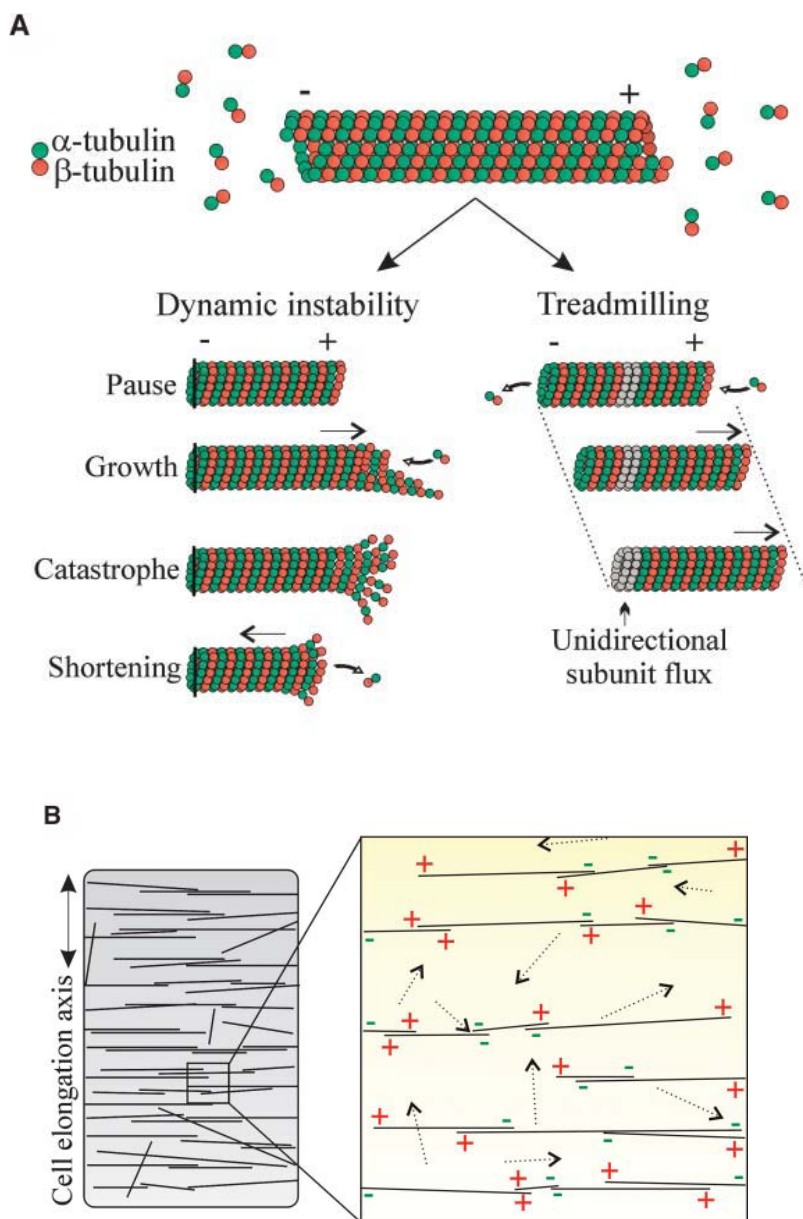 A
- +
α-tubulin
β-tubulin
Dynamic instability Treadmilling
- + - +
Pause
Growth
Catastrophe
Shortening
Unidirectional
subunit flux
B
Cell elongation axis
+ - - +
+ -
+ + -
- + + -
+ - +
- + - - +
+ -
+ - +
+ - -
+ - +
+ - + -
- + +